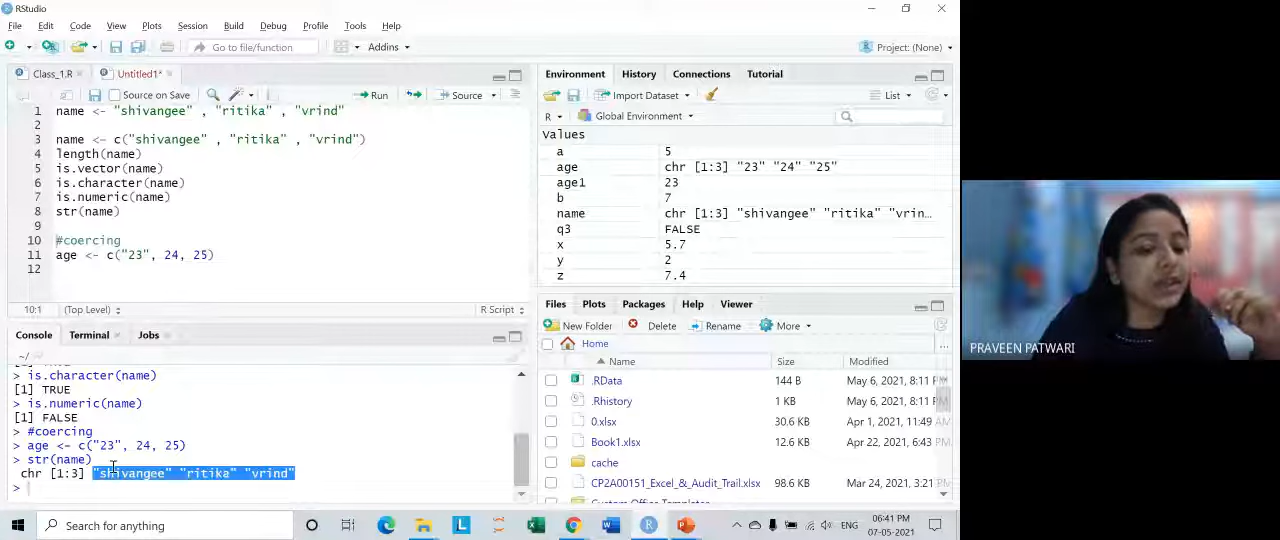 RStudio
File Edit Code View Plots Session Build Debug Profile Tools Help
Go to file/function Addins Project: (None)
Class_1.R Untitled1*
Source on Save Run Source
1 name <- "shivangee" , "ritika" , "vrind"
2
3 name <- c("shivangee" , "ritika" , "vrind")
4 length(name)
5 is.vector(name)
6 is.character(name)
7 is.numeric(name)
8 str(name)
9
10 #coercing
11 age <- c("23", 24, 25)
12
10:1 (Top Level) R Script
Console Terminal Jobs
~/
> is.character(name)
[1] TRUE
> is.numeric(name)
[1] FALSE
> #coercing
> age <- c("23", 24, 25)
> str(name)
chr [1:3] "shivangee" "ritika" "vrind"
>
Environment History Connections Tutorial
Import Dataset List
R Global Environment
Values
a 5
age chr [1:3] "23" "24" "25"
age1 23
b 7
name chr [1:3] "shivangee" "ritika" "vrin…
q3 FALSE
x 5.7
y 2
z 7.4
Files Plots Packages Help Viewer
New Folder Delete Rename More
Home ...
Name Size Modified
.RData 144 B May 6, 2021, 8:11 P
.Rhistory 1 KB May 6, 2021, 8:11 P
0.xlsx 30.6 KB Apr 1, 2021, 11:49
Book1.xlsx 12.6 KB Apr 22, 2021, 6:43
cache
CP2A00151_Excel_& Audit_Trail.xlsx 98.6 KB Mar 24, 2021, 3:21
Custom Office Templates
PRAVEEN PATWARI
Search for anything
ENG
06:41 PM
07-05-2021